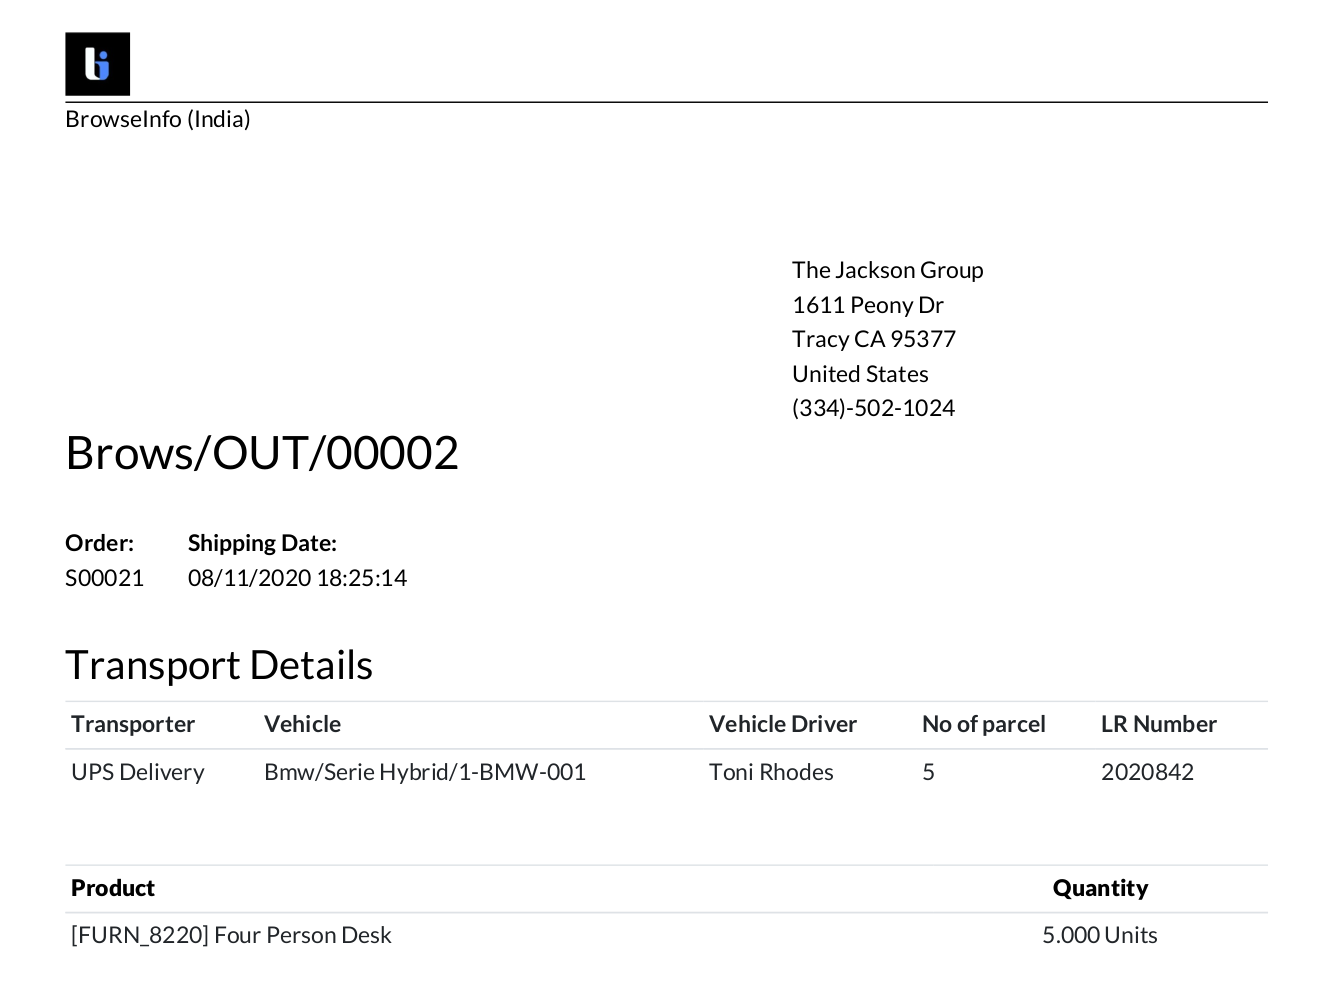 BrowseInfo (India)
The Jackson Group
1611 Peony Dr
Tracy CA 95377
United States
(334)-502-1024
Brows/OUT/00002
Order: Shipping Date:
S00021 08/11/2020 18:25:14
Transport Details
Transporter Vehicle Vehicle Driver No of parcel LR Number
UPS Delivery Bmw/Serie Hybrid/1-BMW-001 Toni Rhodes 5 2020842
Product Quantity
[FURN_8220] Four Person Desk 5.000 Units